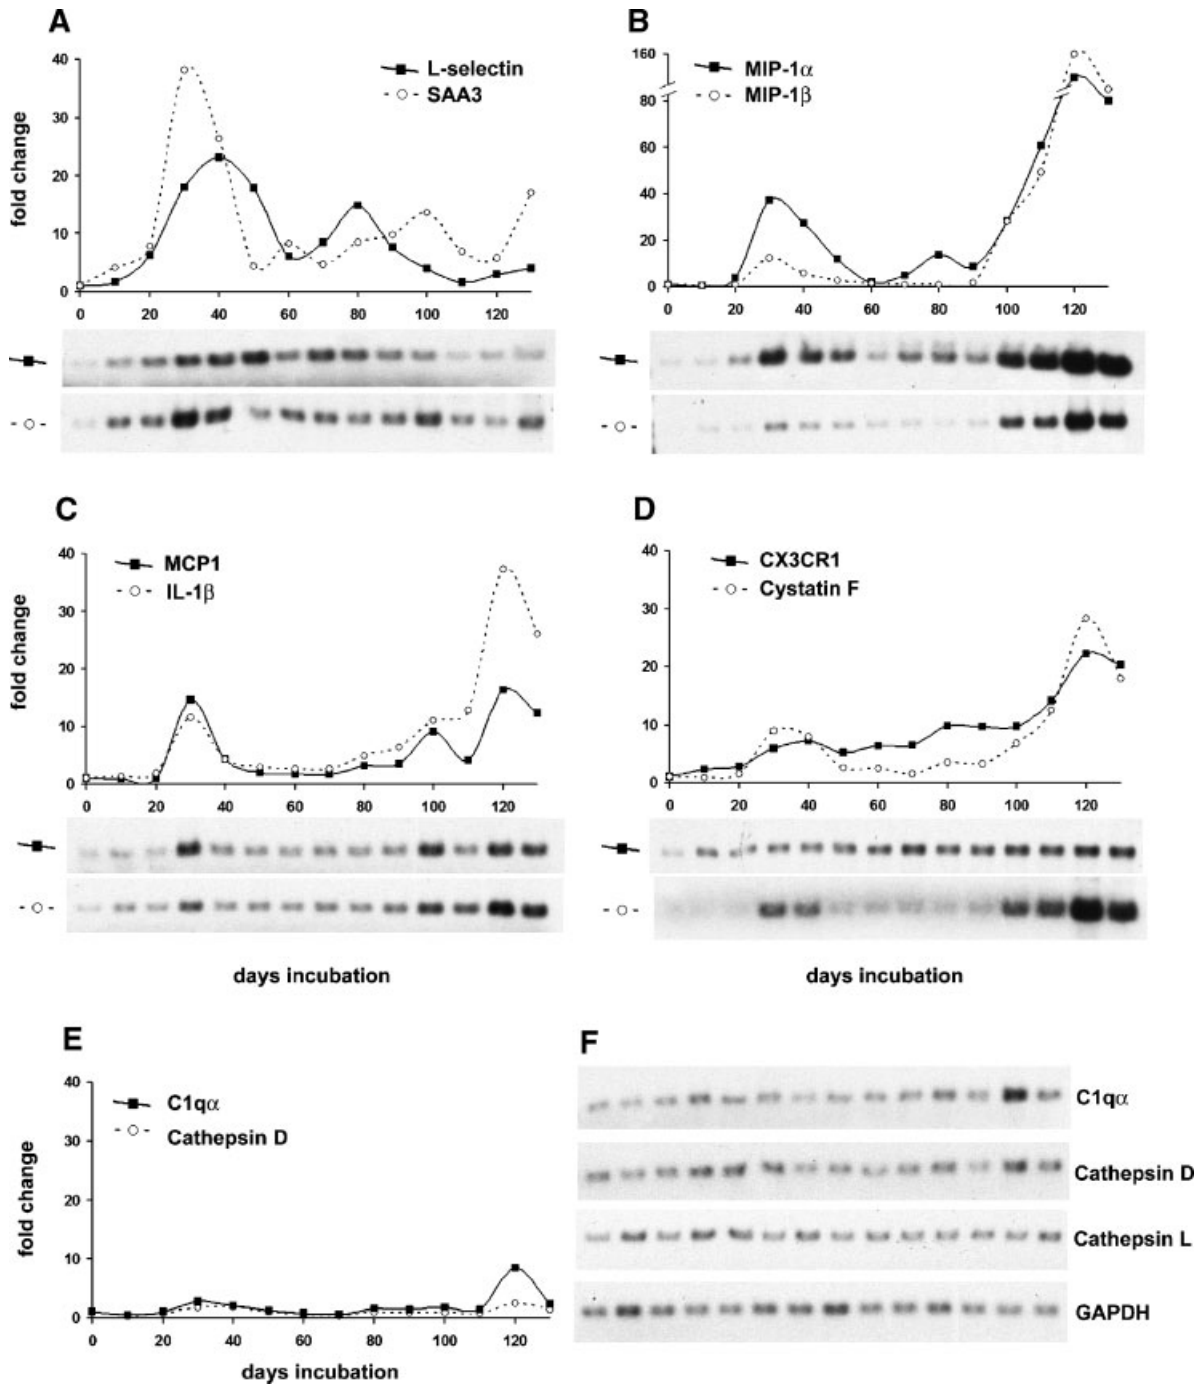 A
40
30
20
10
0
fold change
L-selectin
SAA3
0 20 40 60 80 100 120
B
160
80
60
40
20
0
MIP-1α
MIP-1β
0 20 40 60 80 100 120
C
40
30
20
10
0
fold change
MCP1
IL-1β
0 20 40 60 80 100 120
days incubation
D
40
30
20
10
0
CX3CR1
Cystatin F
0 20 40 60 80 100 120
days incubation
E
40
30
20
10
0
fold change
C1qα
Cathepsin D
0 20 40 60 80 100 120
days incubation
F
C1qα
Cathepsin D
Cathepsin L
GAPDH